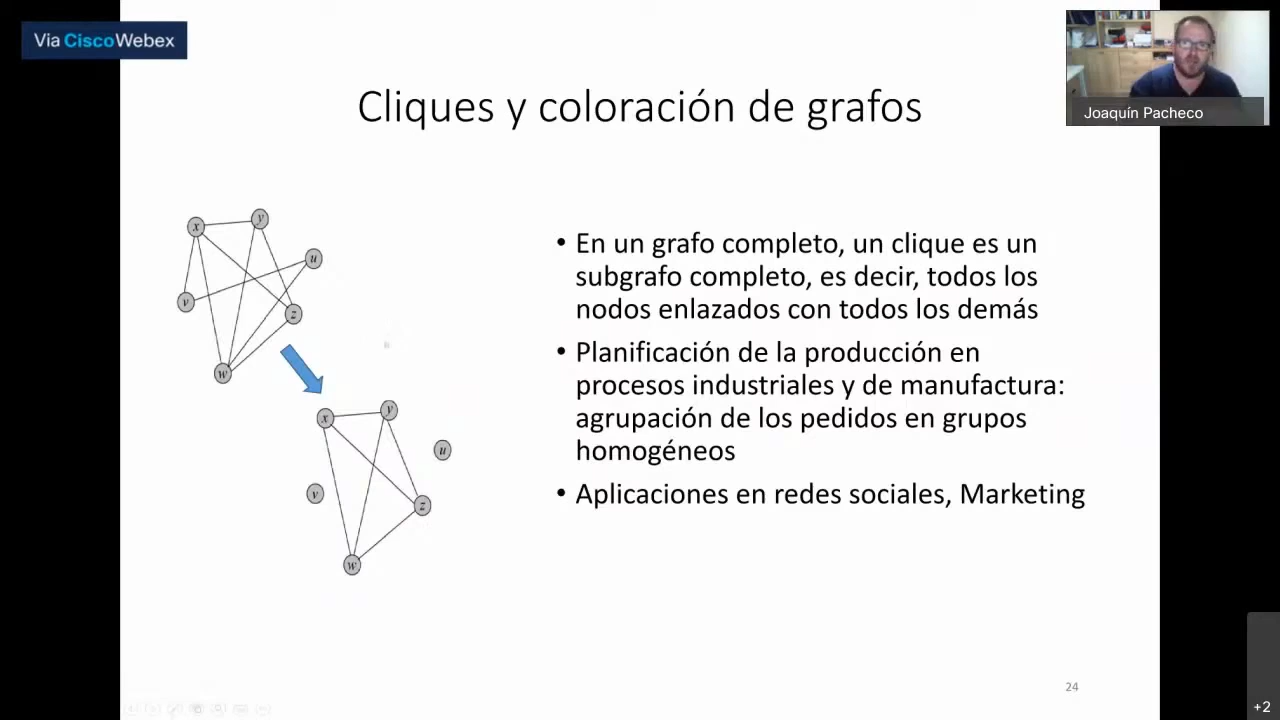 Vía CiscoWebex
Joaquín Pacheco
Cliques y coloración de grafos
x
y
u
v
z
w
x
y
u
v
z
w
• En un grafo completo, un clique es un
subgrafo completo, es decir, todos los
nodos enlazados con todos los demás
• Planificación de la producción en
procesos industriales y de manufactura:
agrupación de los pedidos en grupos
homogéneos
• Aplicaciones en redes sociales, Marketing
24
+2